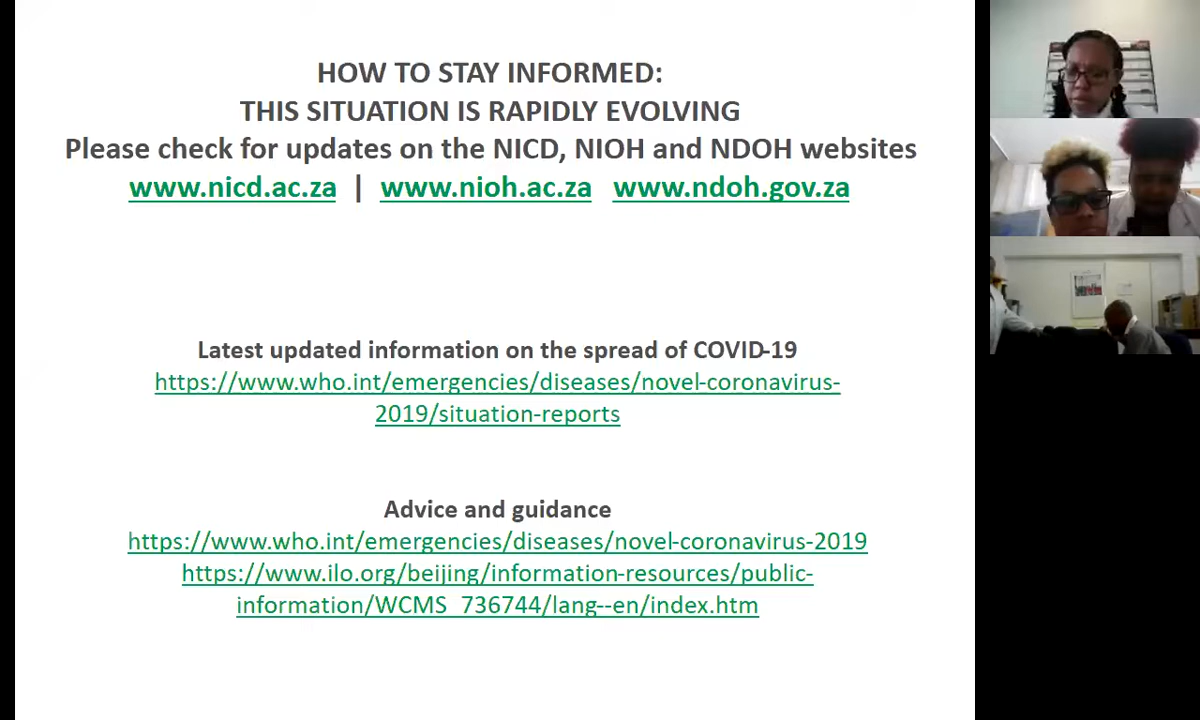 HOW TO STAY INFORMED:
THIS SITUATION IS RAPIDLY EVOLVING
Please check for updates on the NICD, NIOH and NDOH websites
www.nicd.ac.za | www.nioh.ac.za www.ndoh.gov.za
Latest updated information on the spread of COVID-19
https://www.who.int/emergencies/diseases/novel-coronavirus-
2019/situation-reports
Advice and guidance
https://www.who.int/emergencies/diseases/novel-coronavirus-2019
https://www.ilo.org/beijing/information-resources/public-
information/WCMS_736744/lang--en/index.htm